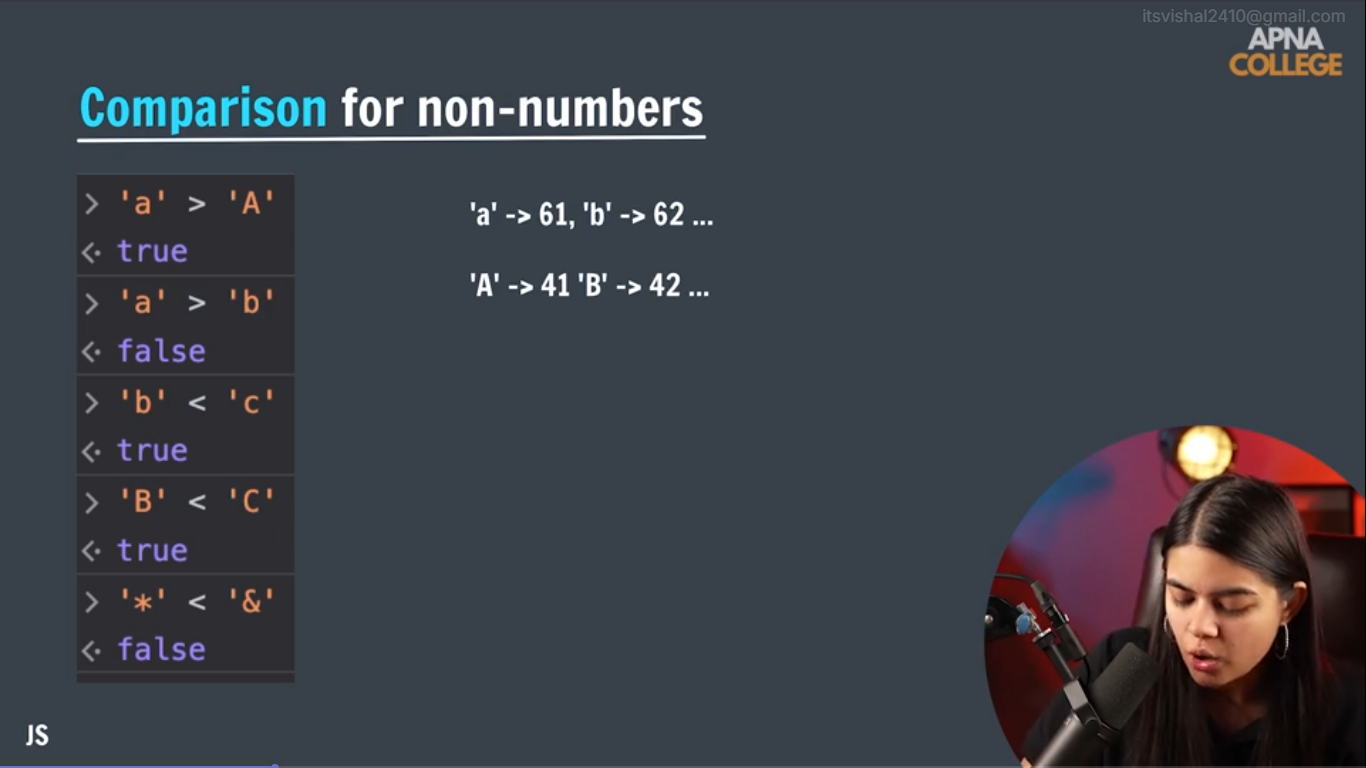 itsvishal2410@gmail.com
APNA
COLLEGE
Comparison for non-numbers
> 'a' > 'A'
<· true
> 'a' > 'b'
<· false
> 'b' < 'c'
<· true
> 'B' < 'C'
<· true
> '*' < '&'
<· false
'a' -> 61, 'b' -> 62 ...
'A' -> 41 'B' -> 42 ...
JS